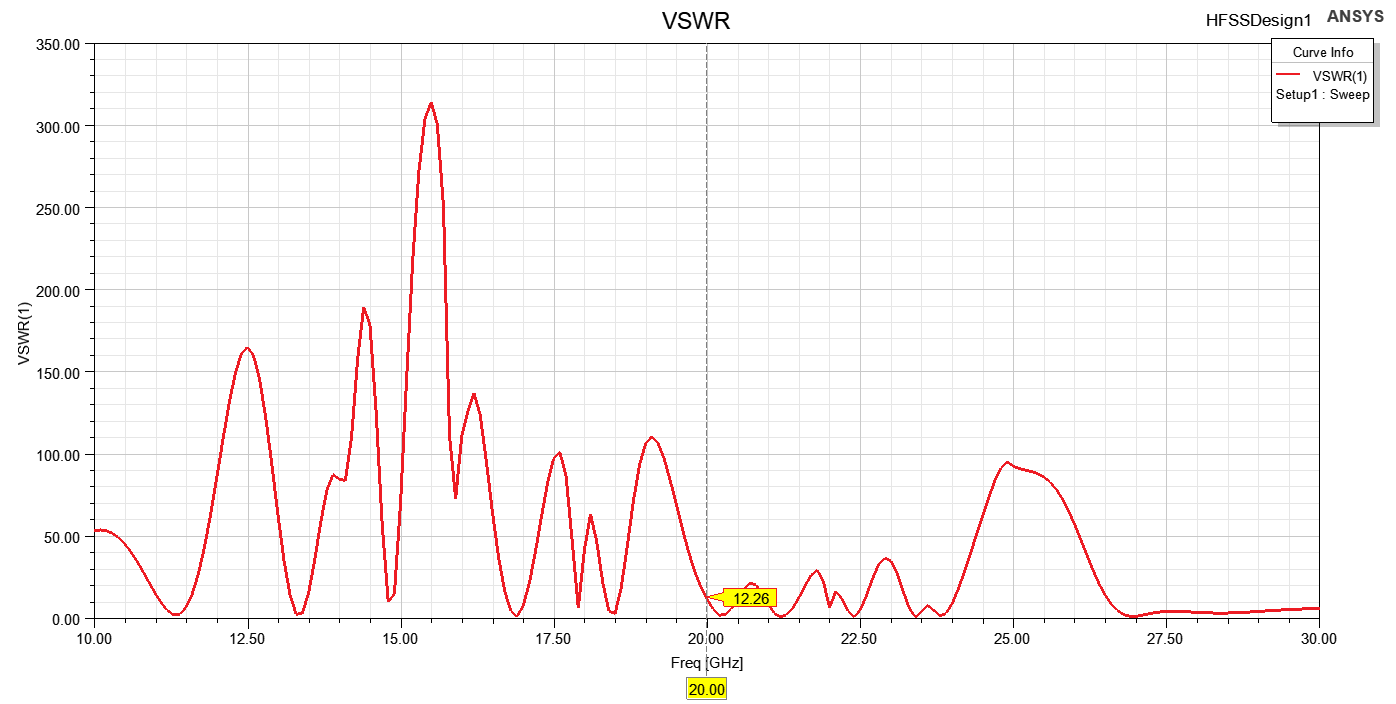 VSWR
HFSSDesign1
ANSYS
Curve Info
VSWR(1)
Setup1 : Sweep
350.00
300.00
250.00
200.00
150.00
100.00
50.00
0.00
VSWR(1)
12.26
10.00 12.50 15.00 17.50 20.00 22.50 25.00 27.50 30.00
Freq [GHz]
20.00